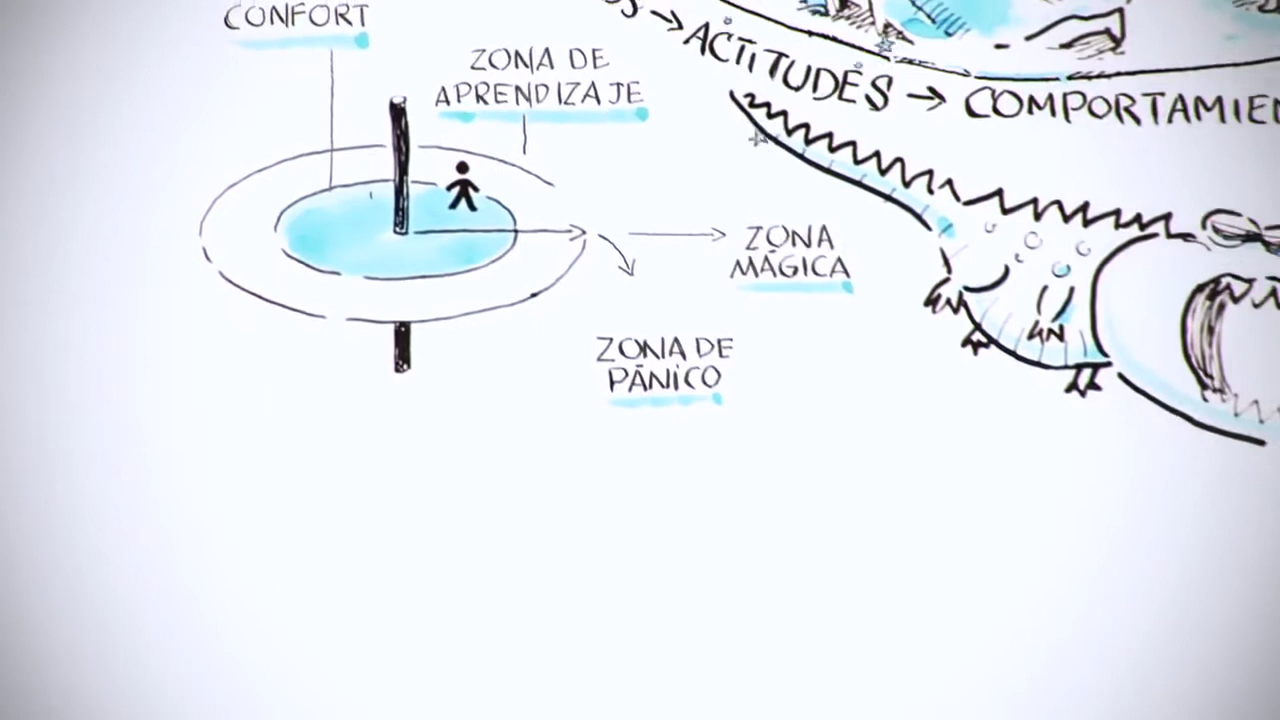 CONFORT
ZONA DE
APRENDIZAJE
ACTITUDES → COMPORTAMIEN
ZONA
MÁGICA
ZONA DE
PÁNICO